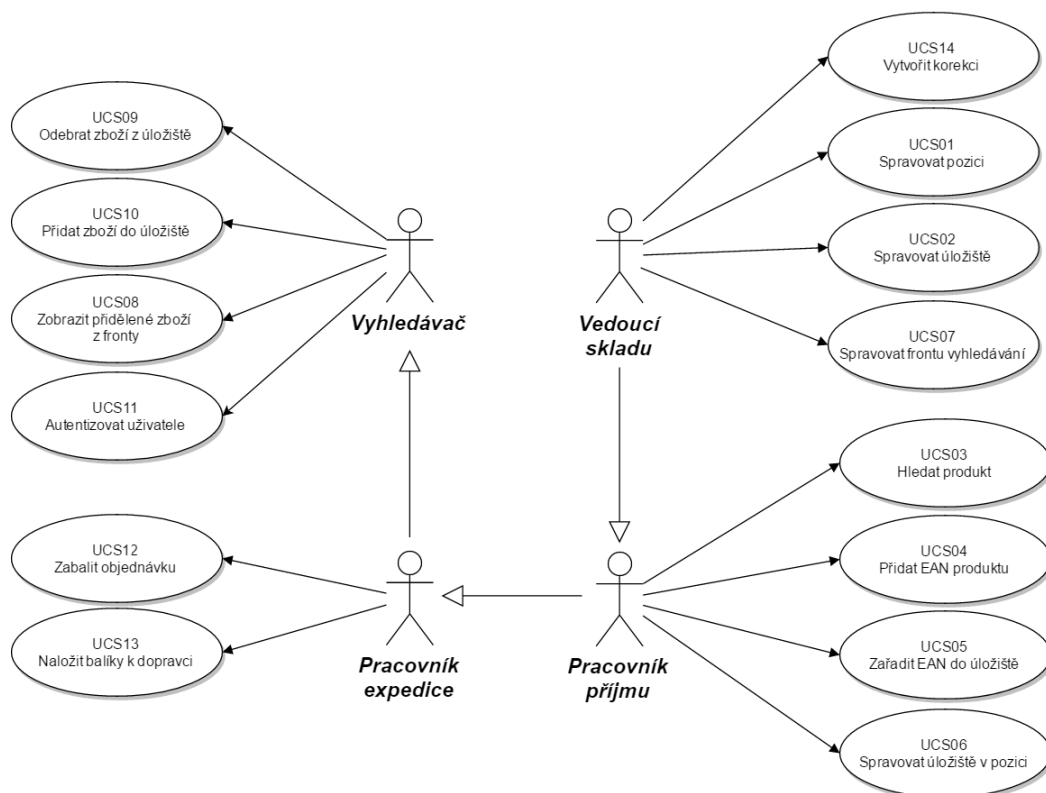 UCS14
Vytvořit korekci
UCS09
Odebrat zboží z úložiště
UCS01
Spravovat pozici
UCS10
Přidat zboží do úložiště
UCS02
Spravovat úložiště
UCS08
Zobrazit přidělené zboží
z fronty
Vyhledávač
Vedoucí
skladu
UCS07
Spravovat frontu vyhledávání
UCS11
Autentizovat uživatele
UCS03
Hledat produkt
UCS12
Zabalit objednávku
UCS04
Přidat EAN produktu
UCS13
Naložit balíky k dopravci
Pracovník
expedice
Pracovník
příjmu
UCS05
Zařadit EAN do úložiště
UCS06
Spravovat úložiště v pozici